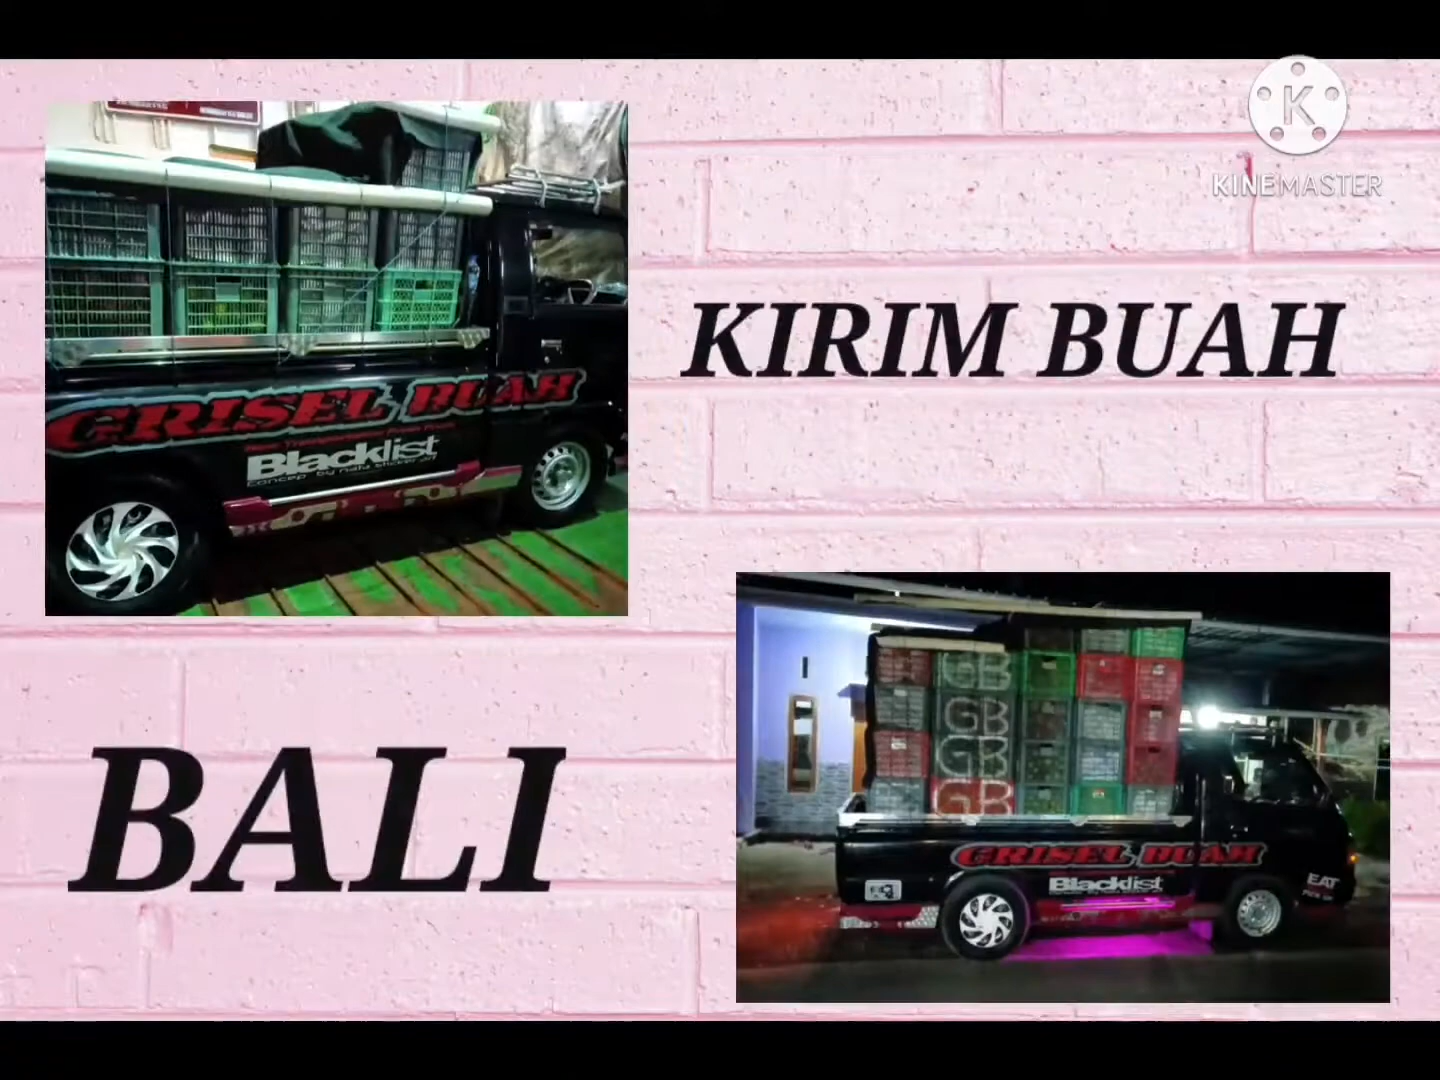 KINEMASTER
KIRIM BUAH
GRISEL BUAH
Blacklist
BALI
GB
GB
GB
GB
GRISEL BUAH
Blacklist
EAT